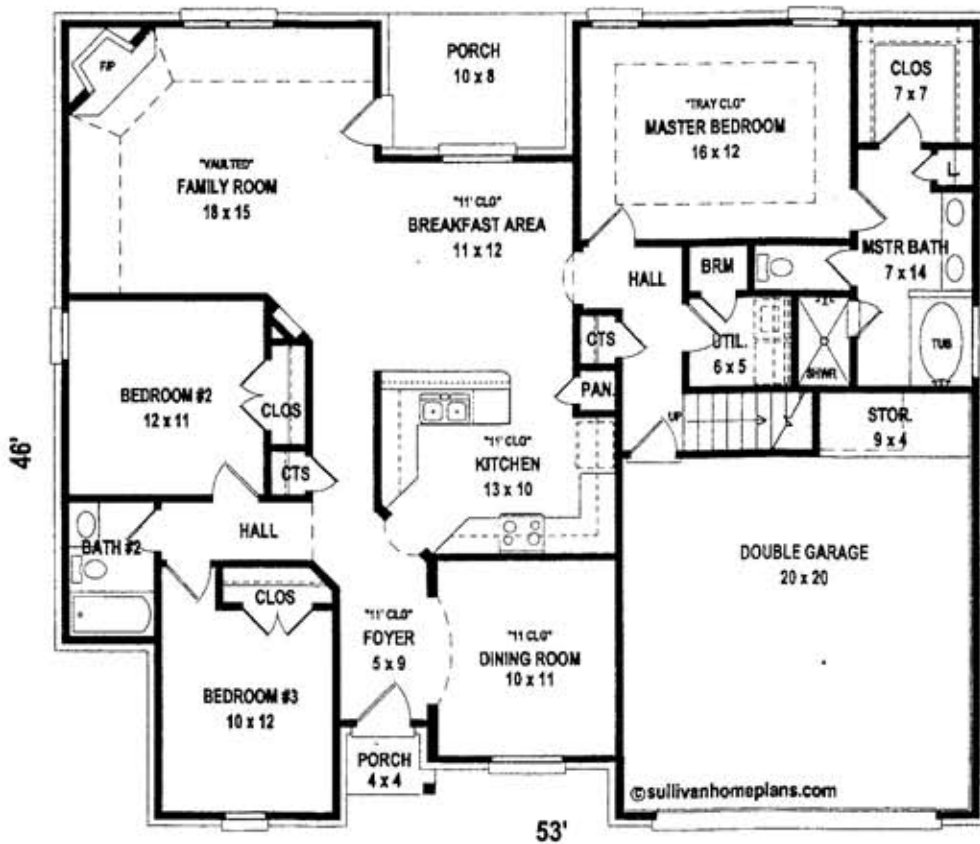 PORCH
10 x 8
CLOS
7 x 7
F/P
"TRAY CLG"
MASTER BEDROOM
16 x 12
"VAULTED"
FAMILY ROOM
18 x 15
"11' CLG"
BREAKFAST AREA
11 x 12
L.
MSTR BATH
7 x 14
HALL
BRM
CTS
UTIL.
6 x 5
SHWR
TUB
BEDROOM #2
12 x 11
CLOS
PAN.
UP
STOR.
9 x 4
46'
CTS
"11' CLG"
KITCHEN
13 x 10
HALL
BATH #2
DOUBLE GARAGE
20 x 20
CLOS
"11' CLG"
FOYER
5 x 9
"11 CLG"
DINING ROOM
10 x 11
BEDROOM #3
10 x 12
PORCH
4 x 4
©sullivanhomeplans.com
53'